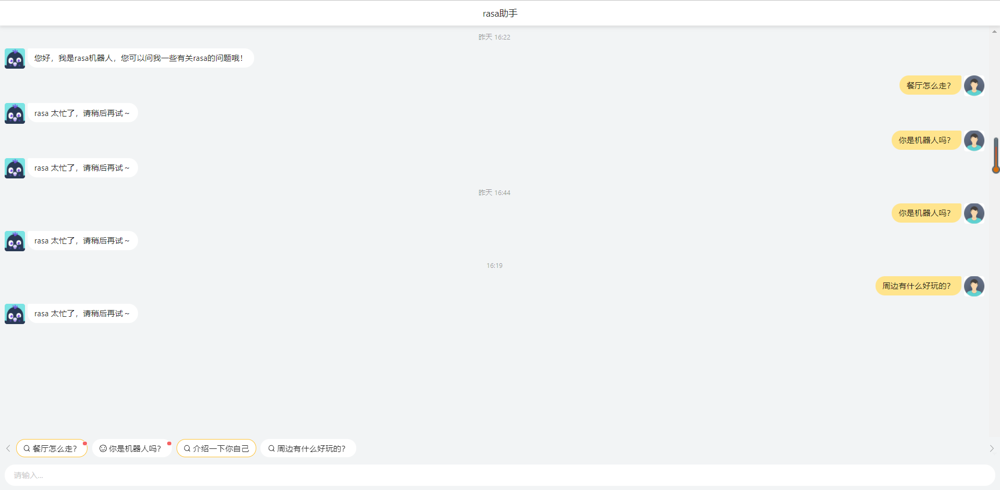 rasa助手
昨天 16:22
您好，我是rasa机器人，您可以问我一些有关rasa的问题哦！
餐厅怎么走？
rasa 太忙了，请稍后再试～
你是机器人吗？
rasa 太忙了，请稍后再试～
昨天 16:44
你是机器人吗？
rasa 太忙了，请稍后再试～
16:19
周边有什么好玩的？
rasa 太忙了，请稍后再试～
餐厅怎么走？ 你是机器人吗？ 介绍一下你自己 周边有什么好玩的？
请输入...